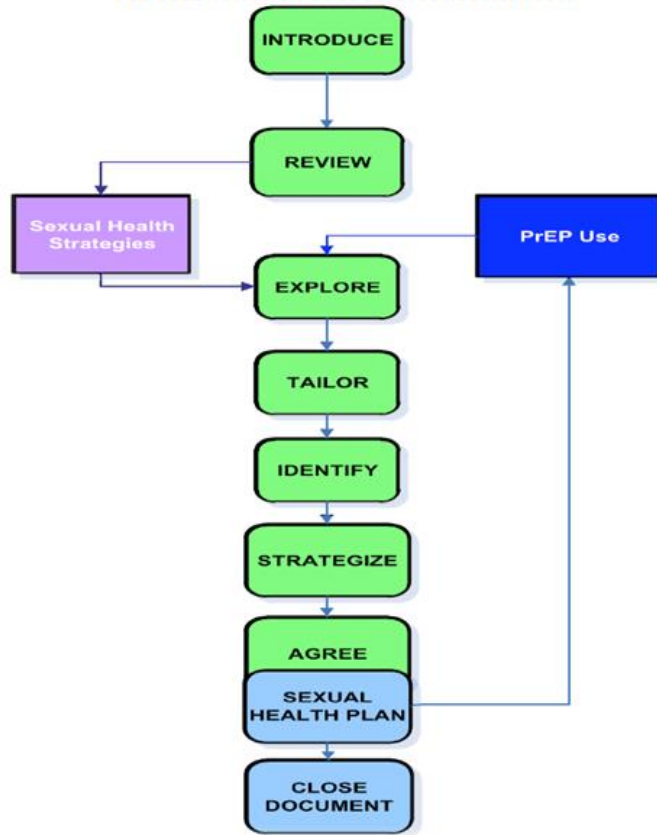 INTRODUCE
REVIEW
Sexual Health
Strategies
PrEP Use
EXPLORE
TAILOR
IDENTIFY
STRATEGIZE
AGREE
SEXUAL
HEALTH PLAN
CLOSE
DOCUMENT